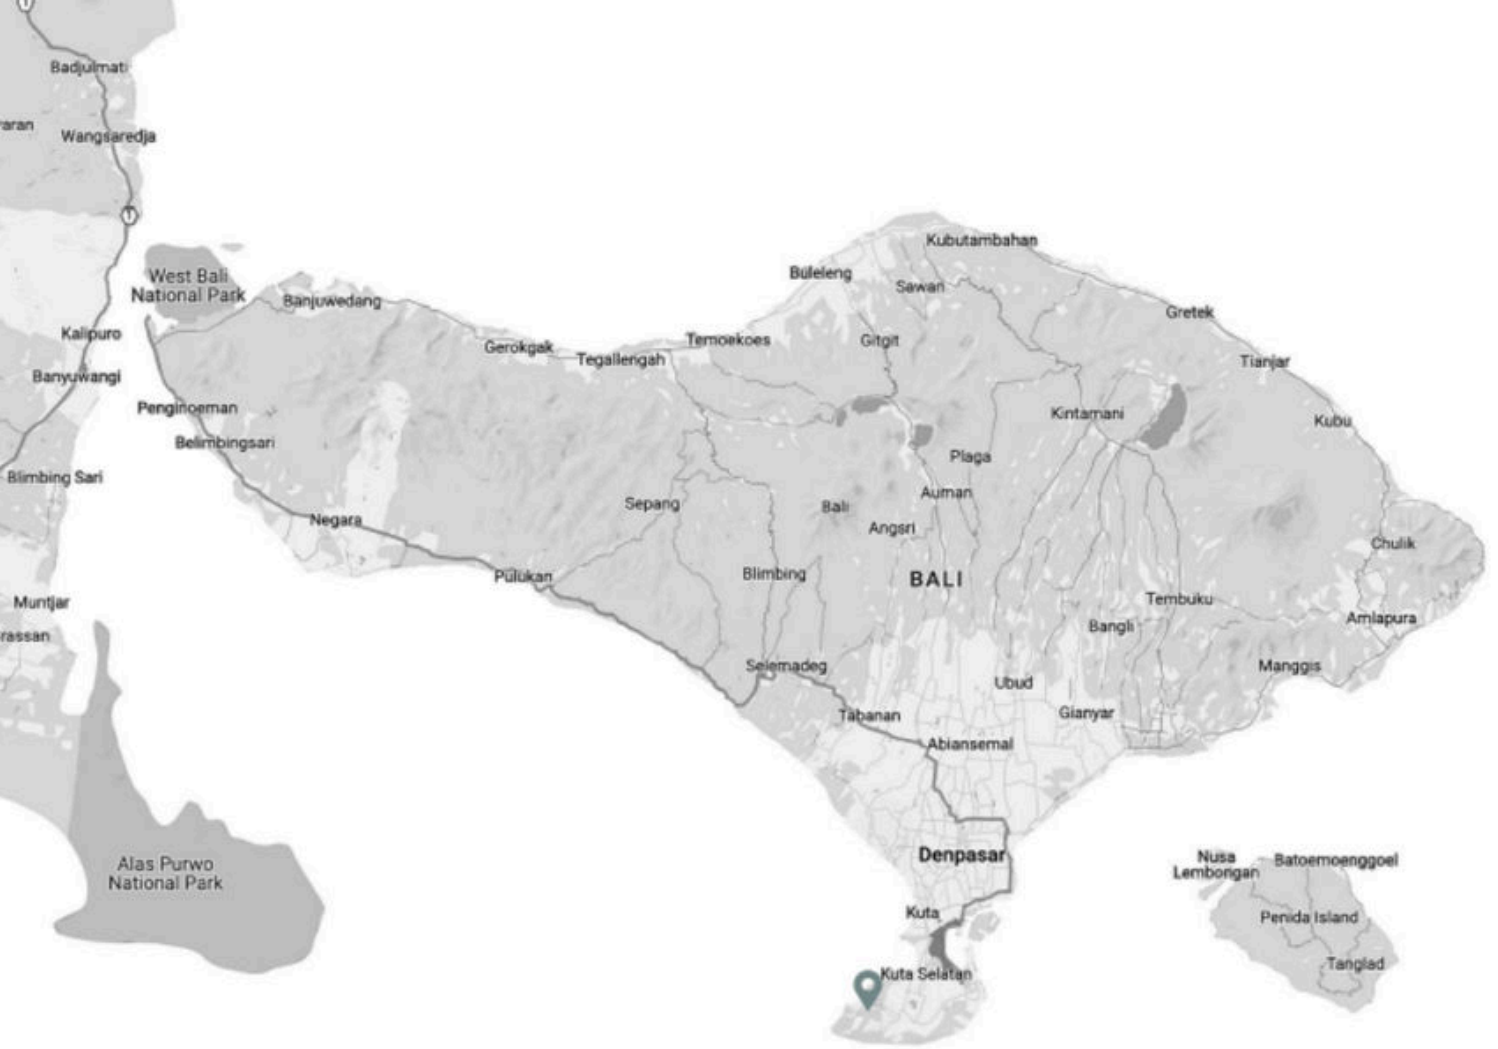 Badjulmati
raran
Wangsaredja
Kubutambahan
Buleleng
West Bali
National Park
Sawan
Banjuwedang
Gretek
Kalipuro
Gerokgak
Temoekoes
Gitgit
Tegallengah
Tianjar
Banyuwangi
Penginoeman
Kintamani
Kubu
Belimbingsari
Plaga
Blimbing Sari
Auman
Sepang
Bali
Negara
Angsri
Chulik
Pulukan
Blimbing
BALI
Muntjar
Tembuku
Amlapura
rassan
Bangli
Selemadeg
Manggis
Ubud
Tabanan
Gianyar
Abiansemal
Denpasar
Nusa
Lembongan
Batoemoenggoel
Alas Purwo
National Park
Kuta
Penida Island
Kuta Selatan
Tanglad